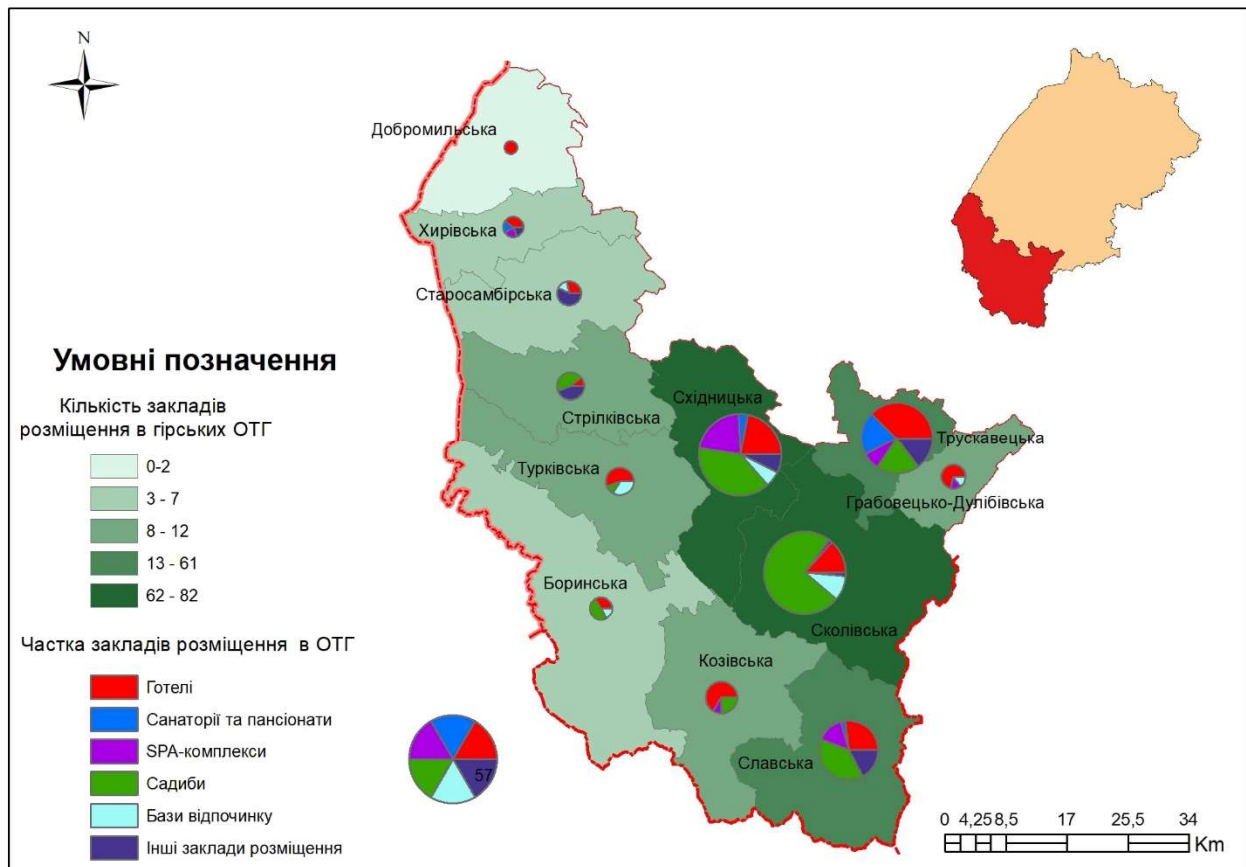 N
Добромильська
Хирівська
Старосамбірська
Стрілківська
Східницька
Трускавецька
Турківська
Грабовецько-Дулібівська
Боринська
Сколівська
Козівська
Славська
Умовні позначення
Кількість закладів
розміщення в гірських ОТГ
0-2
3 - 7
8 - 12
13 - 61
62 - 82
Частка закладів розміщення в ОТГ
Готелі
Санаторії та пансіонати
SPA-комплекси
Садиби
Бази відпочинку
Інші заклади розміщення
57
0 4,25 8,5 17 25,5 34
Km